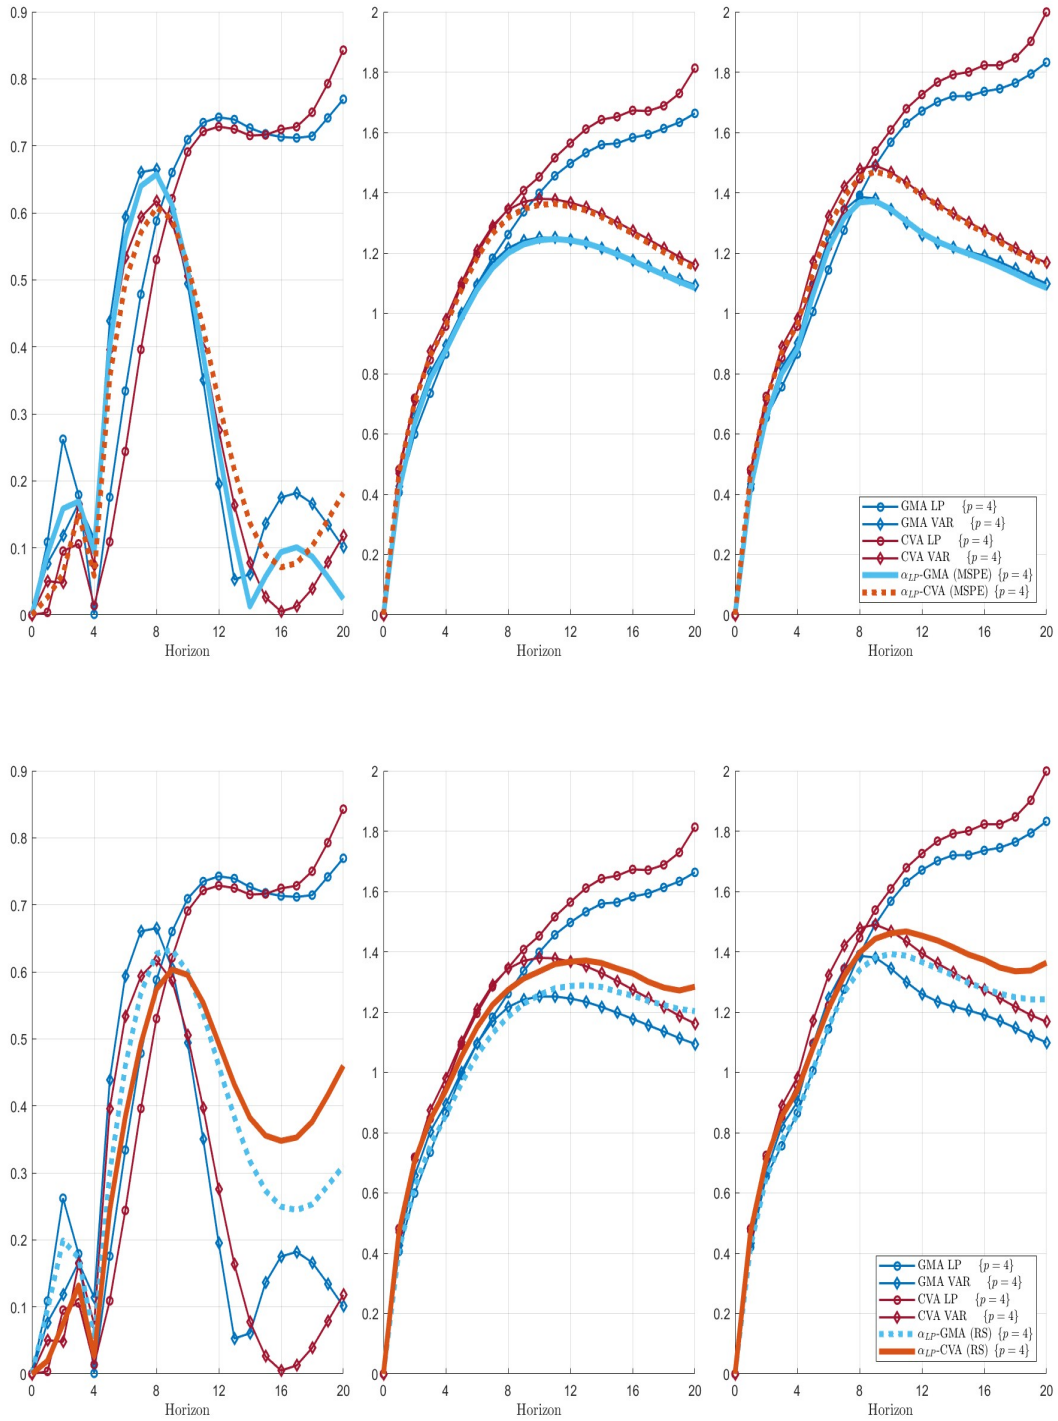 0.9
0.8
0.7
0.6
0.5
0.4
0.3
0.2
0.1
0
0 4 8 12 16 20
Horizon
2
1.8
1.6
1.4
1.2
1
0.8
0.6
0.4
0.2
0
0 4 8 12 16 20
Horizon
2
1.8
1.6
1.4
1.2
1
0.8
0.6
0.4
0.2
0
GMA LP {p = 4}
GMA VAR {p = 4}
CVA LP {p = 4}
CVA VAR {p = 4}
α_LP-GMA (MSPE) {p = 4}
α_LP-CVA (MSPE) {p = 4}
0 4 8 12 16 20
Horizon
0.9
0.8
0.7
0.6
0.5
0.4
0.3
0.2
0.1
0
0 4 8 12 16 20
Horizon
2
1.8
1.6
1.4
1.2
1
0.8
0.6
0.4
0.2
0
0 4 8 12 16 20
Horizon
2
1.8
1.6
1.4
1.2
1
0.8
0.6
0.4
0.2
0
GMA LP {p = 4}
GMA VAR {p = 4}
CVA LP {p = 4}
CVA VAR {p = 4}
α_LP-GMA (RS) {p = 4}
α_LP-CVA (RS) {p = 4}
0 4 8 12 16 20
Horizon